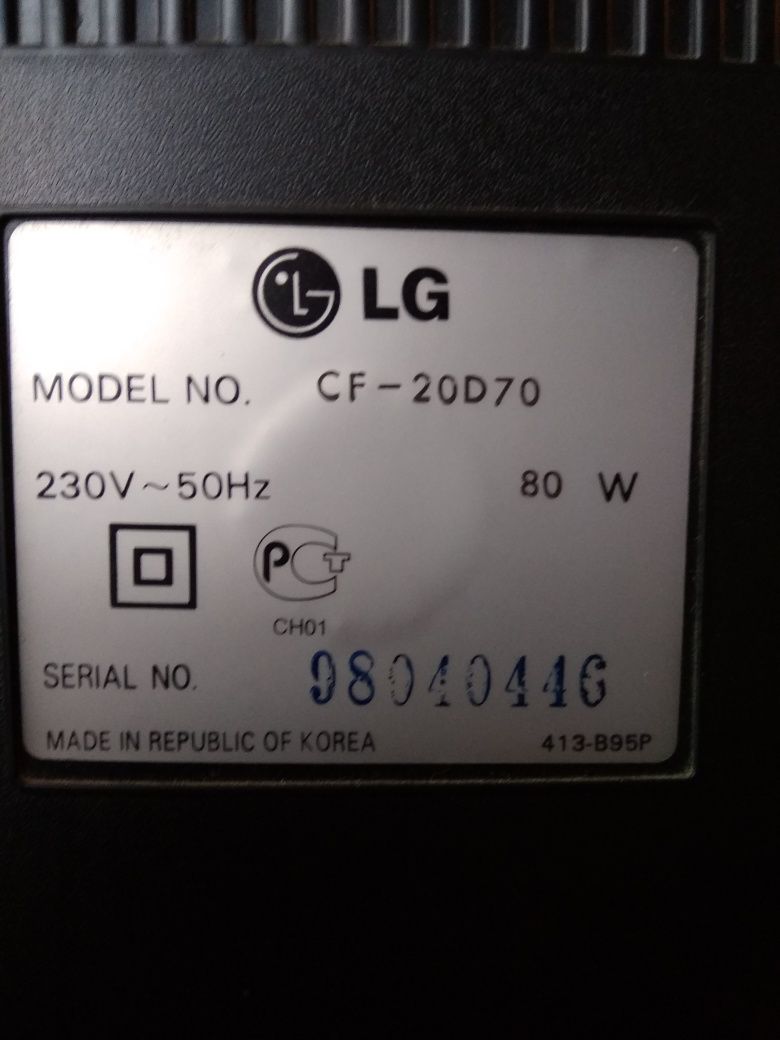 LG
MODEL NO. CF-20D70
230V~50Hz 80 W
PCT
CH01
SERIAL NO.
MADE IN REPUBLIC OF KOREA 413-B95P